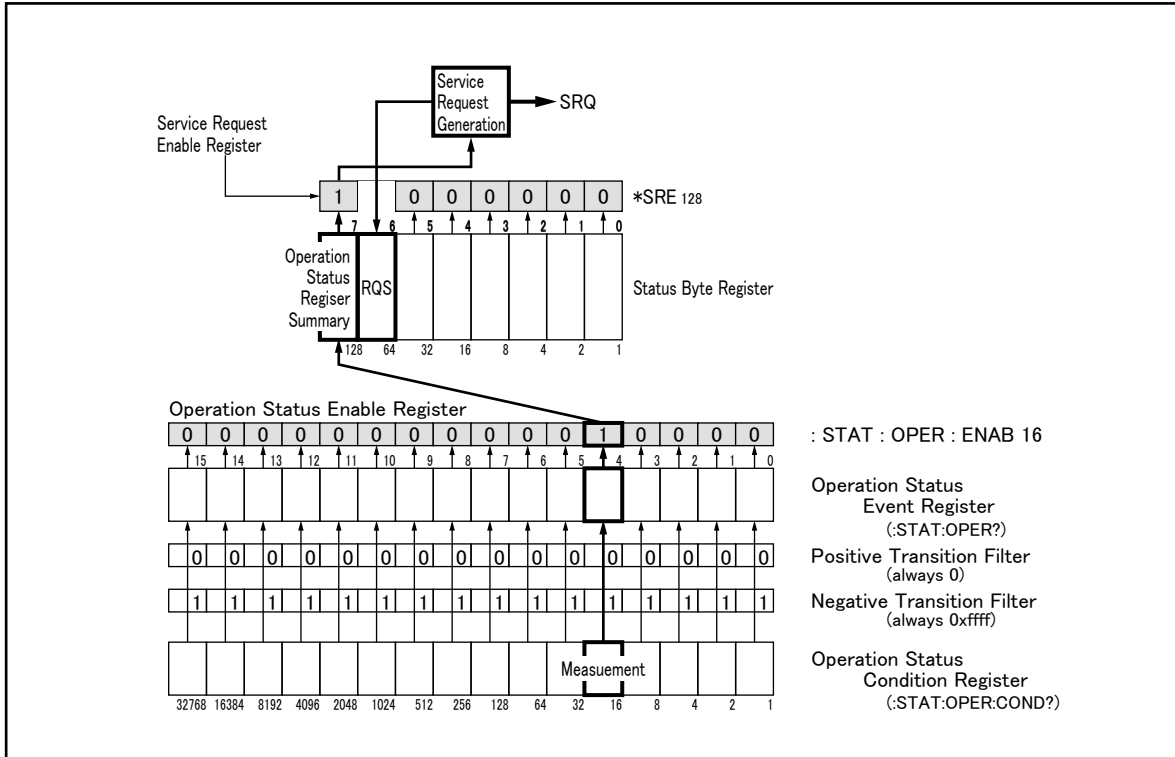 Service
Request
Generation
SRQ
Service Request
Enable Register
1 0 0 0 0 0 0 *SRE 128
7 6 5 4 3 2 1 0
Operation
Status
Regiser
Summary
RQS
Status Byte Register
128 64 32 16 8 4 2 1
Operation Status Enable Register
0 0 0 0 0 0 0 0 0 0 0 1 0 0 0 0 : STAT : OPER : ENAB 16
15 14 13 12 11 10 9 8 7 6 5 4 3 2 1 0
Operation Status
Event Register
(:STAT:OPER?)
0 0 0 0 0 0 0 0 0 0 0 0 0 0 0 0 Positive Transition Filter
(always 0)
1 1 1 1 1 1 1 1 1 1 1 1 1 1 1 1 Negative Transition Filter
(always 0xffff)
Measuement
Operation Status
Condition Register
(:STAT:OPER:COND?)
32768 16384 8192 4096 2048 1024 512 256 128 64 32 16 8 4 2 1